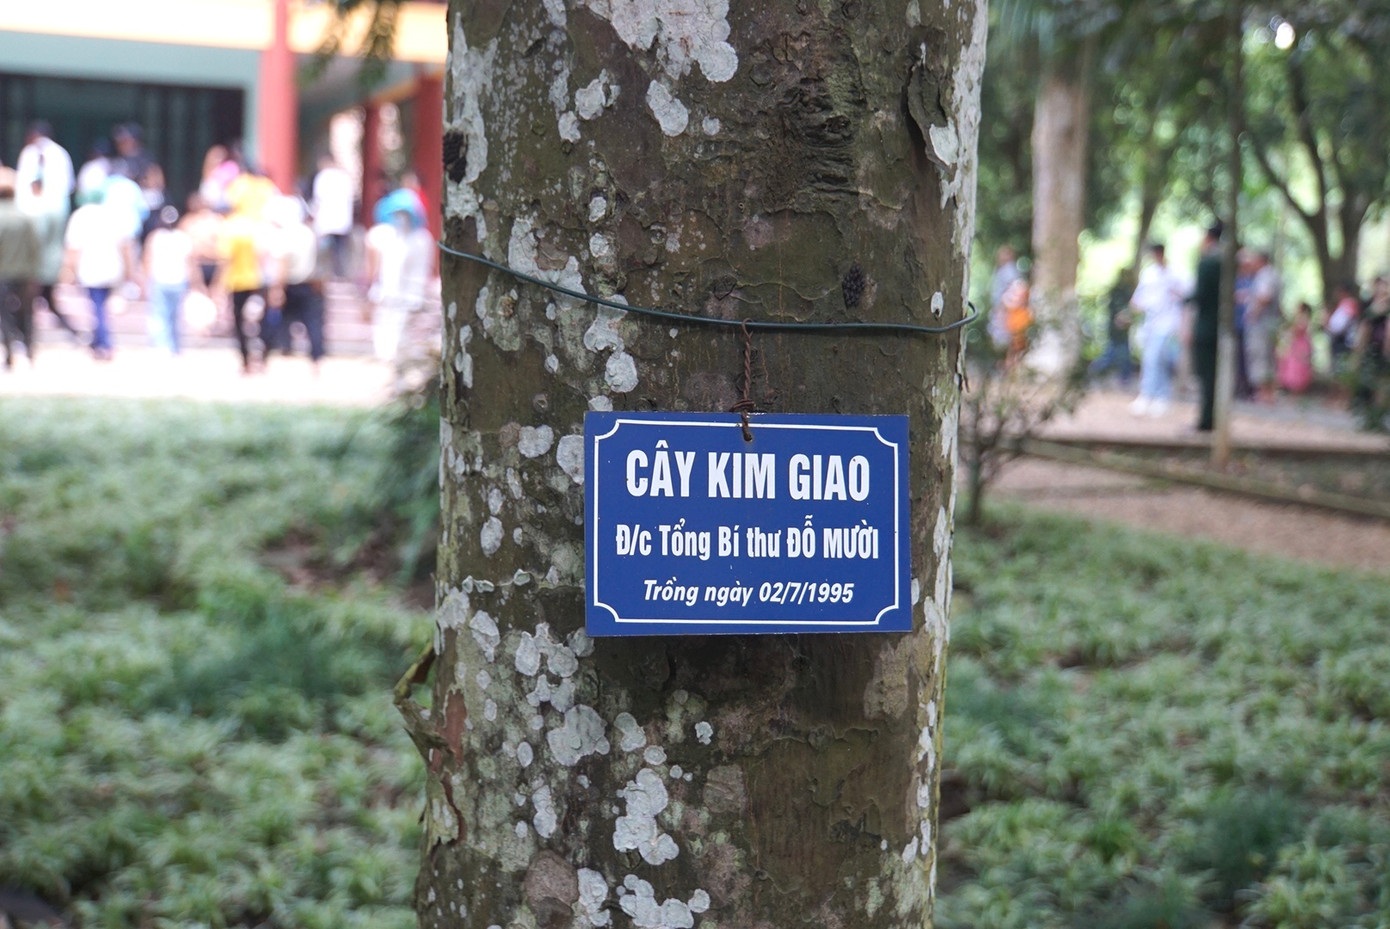 CÂY KIM GIAO
Đ/c Tổng Bí thư ĐỖ MƯỜI
Trồng ngày 02/7/1995